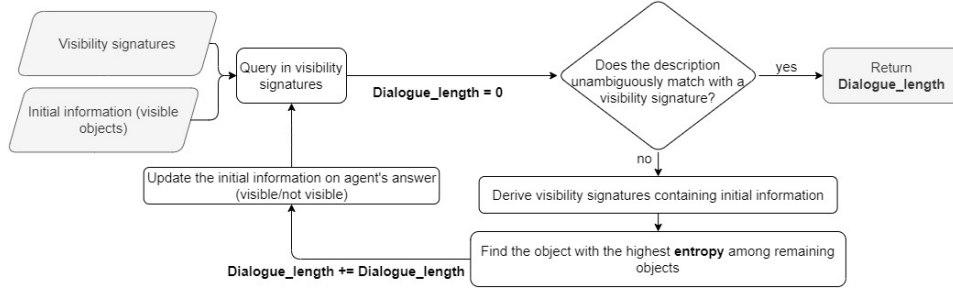 Visibility signatures
Initial information (visible
objects)
Query in visibility
signatures
Dialogue_length = 0
Does the description
unambiguously match with a
visibility signature?
yes
Return
Dialogue_length
no
Derive visibility signatures containing initial information
Find the object with the highest entropy among remaining
objects
Dialogue_length += Dialogue_length
Update the initial information on agent's answer
(visible/not visible)